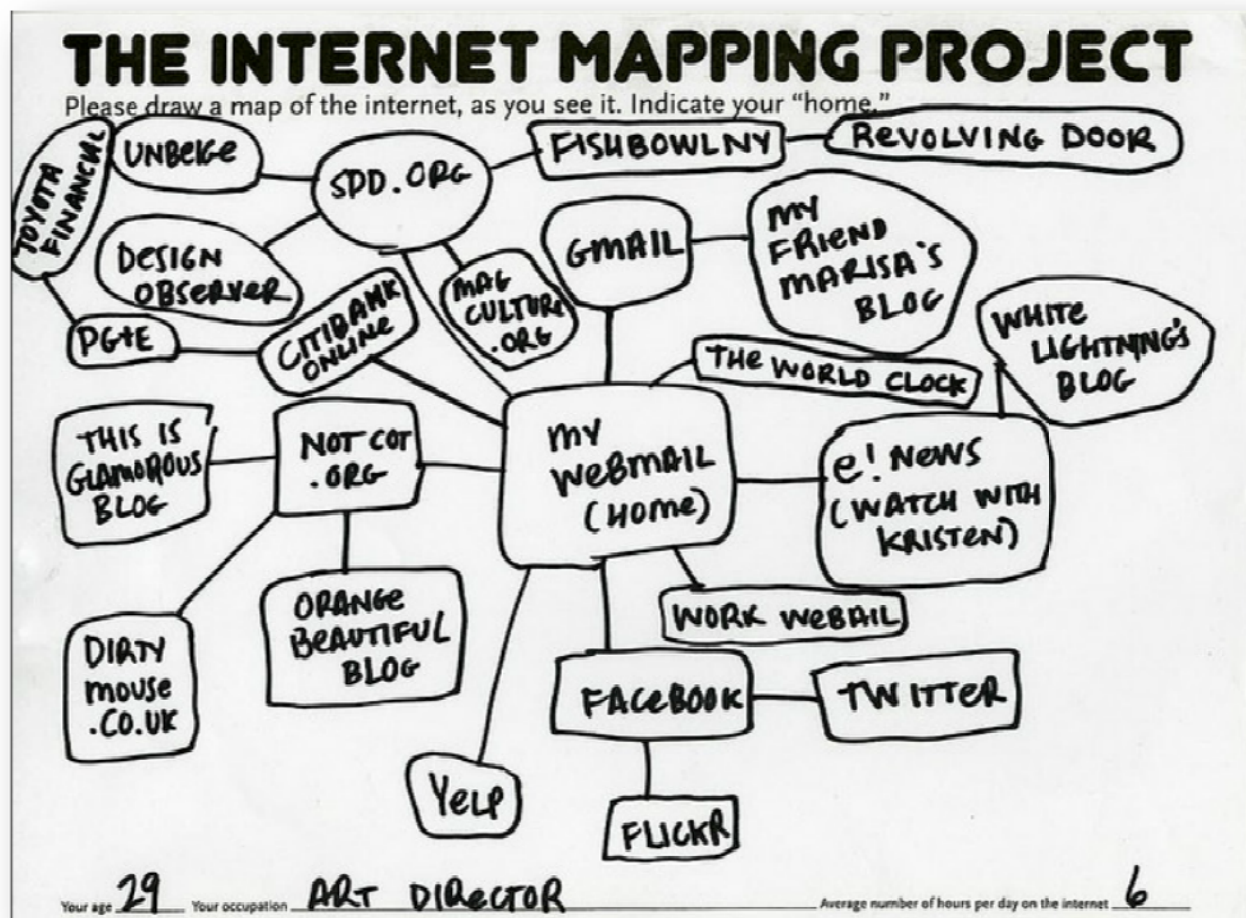 THE INTERNET MAPPING PROJECT
Please draw a map of the internet, as you see it. Indicate your “home.”
TOYOTA
FINANCIAL
UNBEIGE
SPD.ORG
FISHBOWLNY
REVOLVING DOOR
DESIGN
OBSERVER
MAG
CULTURE
.ORG
GMAIL
MY
FRIEND
MARISA'S
BLOG
PG+E
CITIBANK
ONLINE
THE WORLD CLOCK
WHITE
LIGHTNING'S
BLOG
THIS IS
GLAMOROUS
BLOG
NOT COT
.ORG
MY
WEBMAIL
(HOME)
e! NEWS
(WATCH WITH
KRISTEN)
DIRTY
MOUSE
.CO.UK
ORANGE
BEAUTIFUL
BLOG
WORK WEBAIL
FACEBOOK
TWITTER
YELP
FLICKR
Your age 29 Your occupation ART DIRECTOR Average number of hours per day on the internet 6